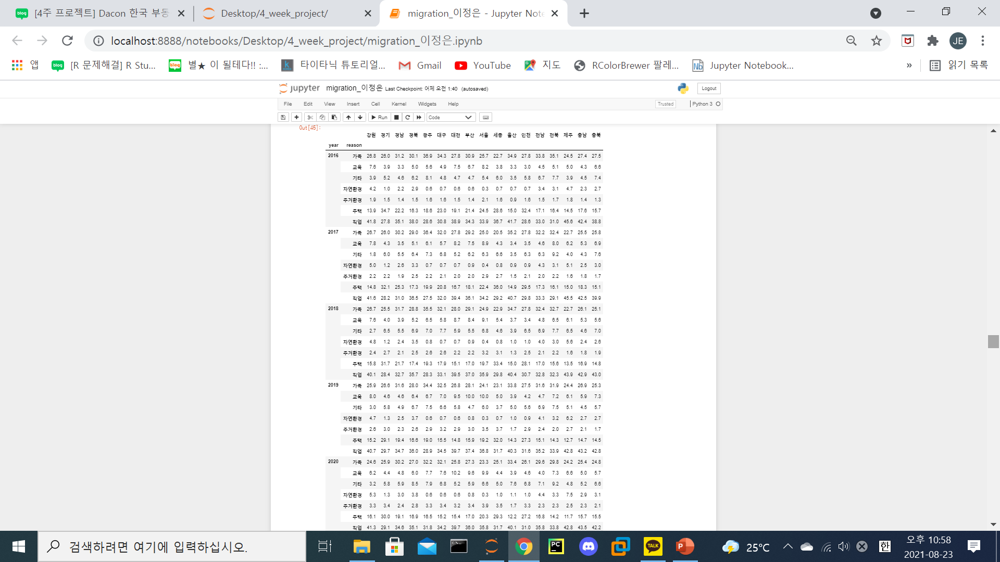 [4주 프로젝트] Dacon 한국 부동
Desktop/4_week_project/
migration_이정은 - Jupyter Note
localhost:8888/notebooks/Desktop/4_week_project/migration_이정은.ipynb
JE
앱
[R 문제해결] R Stu...
별★ 이 될테다!! :...
타이타닉 튜토리얼...
Gmail
YouTube
지도
RColorBrewer 팔레...
Jupyter Notebook...
»
읽기 목록
jupyter migration_이정은 Last Checkpoint: 어제 오전 1:40 (autosaved)
Logout
File Edit View Insert Cell Kernel Widgets Help
Trusted
Python 3
Run
Code
Out[45]:
강원 경기 경남 경북 광주 대구 대전 부산 서울 세종 울산 인천 전남 전북 제주 충남 충북
year reason
2016 가족 26.8 26.0 31.2 30.1 36.9 34.3 27.8 30.9 25.7 22.7 34.9 27.8 33.8 35.1 24.5 27.4 27.5
교육 7.6 3.9 3.3 5.0 5.6 4.9 7.5 6.7 8.2 3.8 3.3 3.0 4.5 5.1 5.0 4.3 6.6
기타 3.9 5.2 4.6 6.2 8.1 4.8 4.7 4.7 5.4 6.0 3.5 5.8 6.7 7.7 3.9 4.5 7.4
자연환경 4.2 1.0 2.2 2.9 0.6 0.7 0.6 0.6 0.3 0.7 0.7 0.7 3.4 3.1 4.7 2.3 2.7
주거환경 1.9 1.5 1.4 1.5 1.6 1.6 1.5 1.4 2.1 1.6 0.9 1.6 1.5 1.7 1.8 1.4 1.3
주택 13.9 34.7 22.2 16.3 18.6 23.0 19.1 21.4 24.5 28.6 15.0 32.4 17.1 16.4 14.5 17.6 15.7
직업 41.8 27.8 35.1 38.0 28.6 30.8 38.9 34.3 33.9 36.7 41.7 28.6 33.0 31.0 45.6 42.4 38.8
2017 가족 26.7 26.0 30.2 29.0 36.4 32.0 27.8 29.2 25.0 20.5 35.2 27.8 32.2 32.4 22.7 25.5 25.8
교육 7.8 4.3 3.5 5.1 6.1 5.7 8.2 7.5 8.9 4.3 3.4 3.5 4.6 8.0 6.2 5.3 6.9
기타 1.8 6.0 5.5 6.4 7.3 6.8 5.2 6.2 6.3 6.6 3.5 6.3 6.3 9.2 4.0 4.3 7.6
자연환경 5.0 1.2 2.6 3.3 0.7 0.7 0.7 0.9 0.4 0.8 0.9 0.9 4.3 3.1 5.1 2.5 3.0
주거환경 2.2 2.2 1.9 2.5 2.2 2.1 2.0 2.0 2.9 2.7 1.5 2.1 2.0 2.2 1.6 1.8 1.7
주택 14.8 32.1 25.3 17.3 19.9 20.8 16.7 18.1 22.4 36.0 14.9 29.5 17.3 16.1 15.0 18.3 15.1
직업 41.6 28.2 31.0 36.5 27.5 32.0 39.4 36.1 34.2 29.2 40.7 29.8 33.3 29.1 45.5 42.5 39.9
2018 가족 26.7 25.5 31.7 28.8 35.5 32.1 28.0 29.1 24.9 22.9 34.7 27.8 32.4 32.7 22.7 26.1 25.1
교육 7.6 4.0 3.9 5.2 6.5 5.8 8.7 8.4 9.1 5.4 3.7 3.4 4.8 6.5 6.1 5.3 5.6
기타 2.7 6.5 5.5 6.9 7.0 7.7 5.9 5.5 6.8 4.6 3.9 6.5 6.9 7.7 6.5 4.6 7.0
자연환경 4.8 1.2 2.4 3.5 0.8 0.7 0.7 0.9 0.4 0.8 1.0 1.0 4.0 3.0 5.6 2.4 2.6
주거환경 2.4 2.7 2.1 2.5 2.6 2.6 2.2 2.2 3.2 3.1 1.3 2.5 2.1 2.2 1.6 1.8 1.9
주택 15.8 31.7 21.7 17.4 19.3 17.9 15.1 17.0 19.7 33.4 15.0 28.1 17.0 15.6 13.5 16.9 14.8
직업 40.1 28.4 32.7 35.7 28.3 33.1 39.5 37.0 35.9 29.8 40.4 30.7 32.8 32.3 43.9 42.9 43.0
2019 가족 25.9 26.6 31.6 28.0 34.4 32.5 26.8 28.1 24.1 23.1 33.8 27.5 31.6 31.9 24.4 26.9 25.3
교육 8.0 4.6 4.6 6.4 6.7 7.0 9.5 10.0 10.0 5.0 3.9 4.2 4.7 7.2 6.1 5.9 7.3
기타 3.0 5.8 4.9 6.7 7.5 6.6 5.8 4.7 6.0 3.7 5.0 5.6 6.9 7.5 5.1 4.5 5.7
자연환경 4.7 1.3 2.5 3.7 0.6 0.7 0.6 0.8 0.3 0.7 1.0 0.9 4.1 3.2 6.2 2.7 2.7
주거환경 2.6 3.0 2.3 2.6 2.9 3.2 2.9 3.0 3.5 3.7 1.7 2.9 2.4 2.0 2.7 2.1 1.7
주택 15.2 29.1 19.4 16.6 19.0 15.5 14.8 15.9 19.2 32.0 14.3 27.3 15.1 14.3 12.7 14.7 14.5
직업 40.7 29.7 34.7 36.0 28.9 34.5 39.7 37.4 36.8 31.7 40.3 31.6 35.2 33.9 42.8 43.2 42.8
2020 가족 24.6 25.9 30.2 27.0 32.2 32.1 25.8 27.3 23.3 25.1 33.4 26.1 29.6 29.8 24.2 25.4 24.8
교육 6.2 4.4 4.8 6.0 7.7 7.6 10.2 9.6 9.9 4.4 3.9 4.6 4.0 7.3 6.6 5.0 5.7
기타 3.2 5.8 5.9 8.5 7.9 6.8 5.2 5.9 6.6 5.0 7.6 6.8 7.1 9.2 4.8 5.2 6.6
자연환경 5.3 1.3 3.0 3.8 0.6 0.6 0.6 0.8 0.3 1.0 1.1 1.0 4.4 3.3 7.5 2.9 3.1
주거환경 3.3 3.4 2.4 2.8 3.3 3.4 3.2 3.4 3.9 3.5 1.7 3.3 2.3 2.3 2.5 2.3 2.1
주택 16.1 30.0 19.1 16.9 16.5 15.2 15.4 17.0 20.3 29.3 12.2 27.2 16.8 14.2 11.7 15.7 15.5
직업 41.3 29.1 34.6 35.1 31.8 34.2 39.7 36.0 35.8 31.7 40.1 31.0 35.8 33.8 42.8 43.5 42.2
검색하려면 여기에 입력하십시오.
PC
TALK
P
25°C
한
오후 10:58
2021-08-23